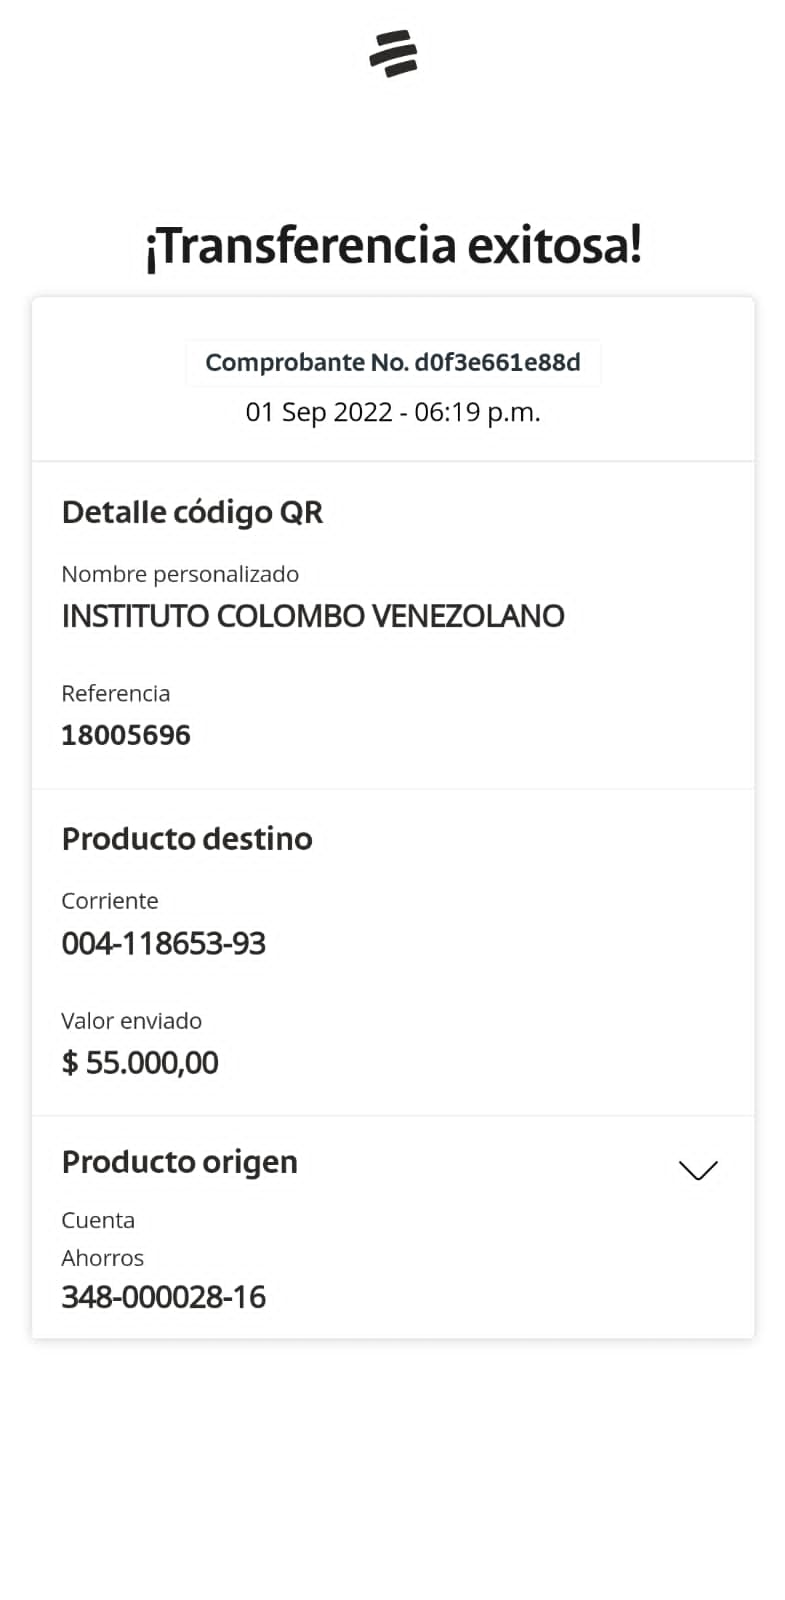 ¡Transferencia exitosa!
Comprobante No. d0f3e661e88d
01 Sep 2022 - 06:19 p.m.
Detalle código QR
Nombre personalizado
INSTITUTO COLOMBO VENEZOLANO
Referencia
18005696
Producto destino
Corriente
004-118653-93
Valor enviado
$ 55.000,00
Producto origen
Cuenta
Ahorros
348-000028-16